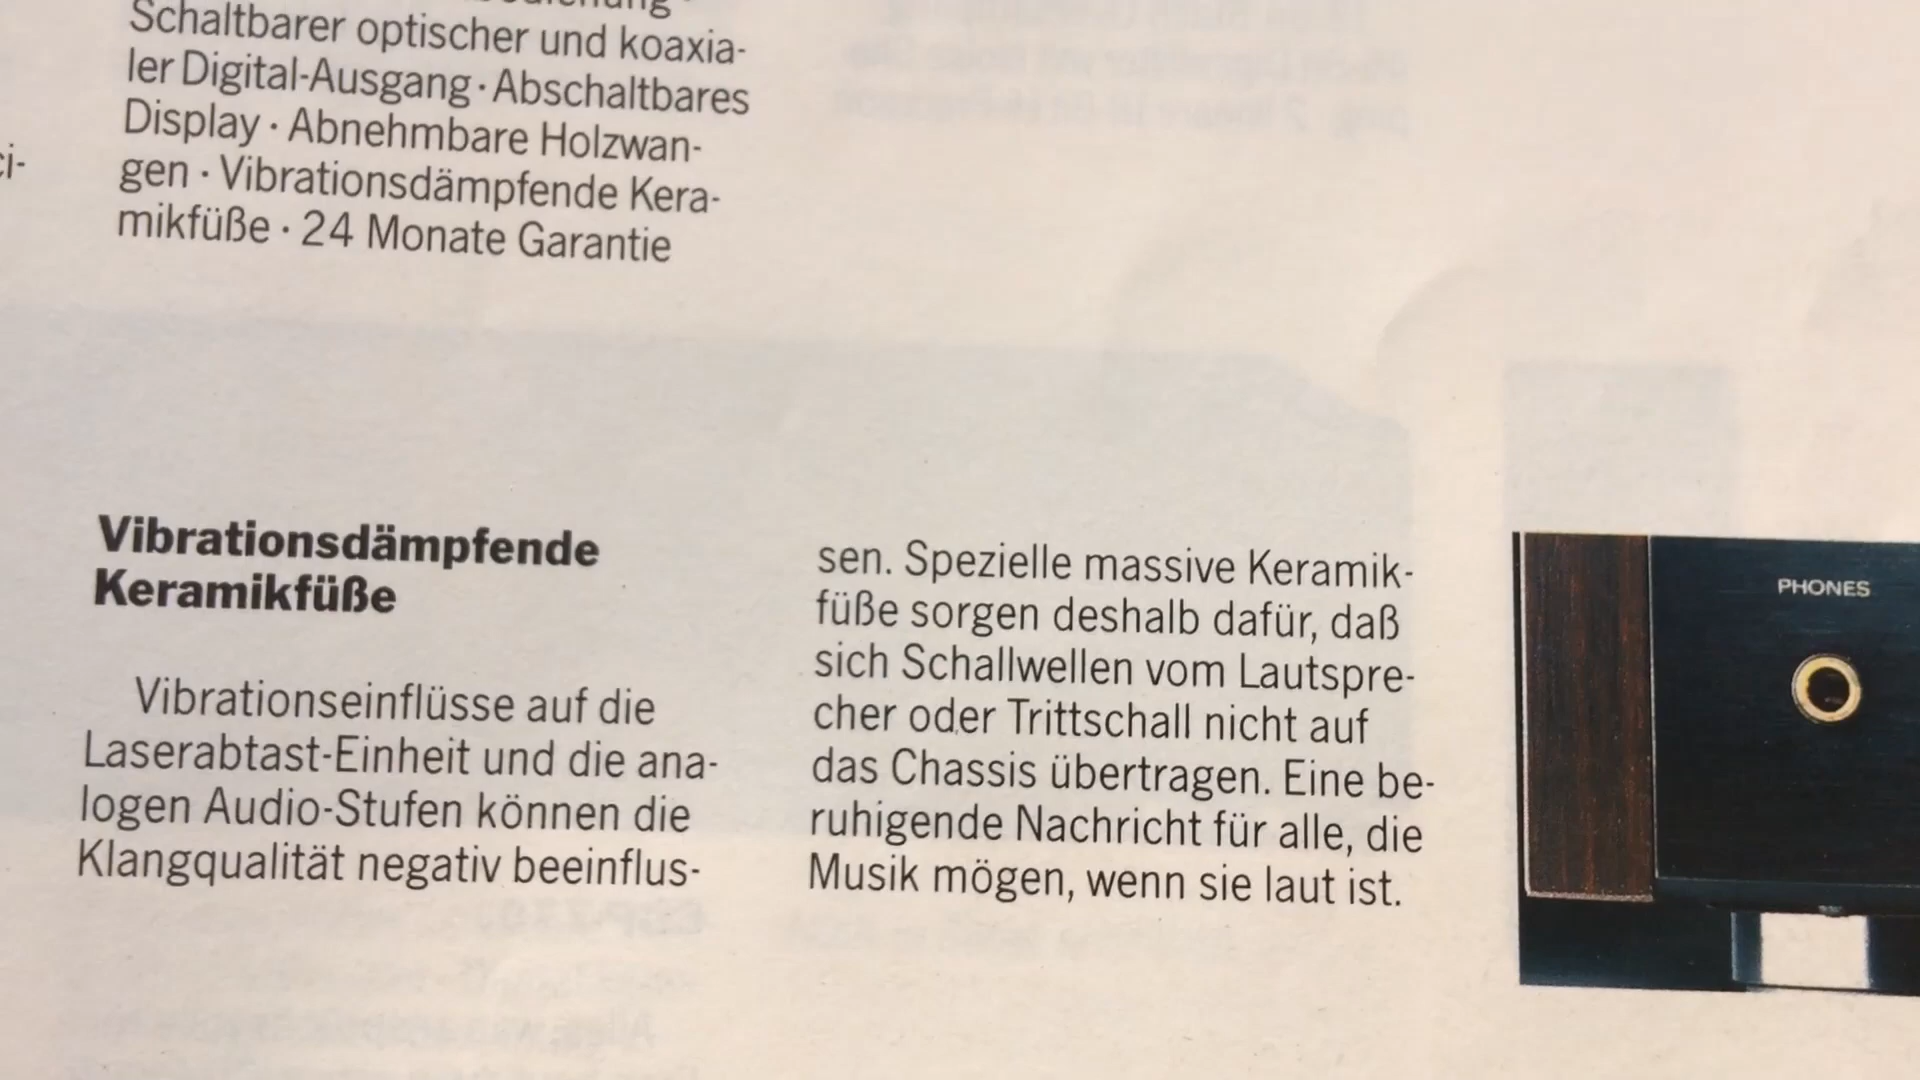 Schaltbarer optischer und koaxia-
ler Digital-Ausgang · Abschaltbares
Display · Abnehmbare Holzwan-
gen · Vibrationsdämpfende Kera-
mikfüße · 24 Monate Garantie
Vibrationsdämpfende
Keramikfüße
Vibrationseinflüsse auf die
Laserabtast-Einheit und die ana-
logen Audio-Stufen können die
Klangqualität negativ beeinflus-
sen. Spezielle massive Keramik-
füße sorgen deshalb dafür, daß
sich Schallwellen vom Lautspre-
cher oder Trittschall nicht auf
das Chassis übertragen. Eine be-
ruhigende Nachricht für alle, die
Musik mögen, wenn sie laut ist.
PHONES